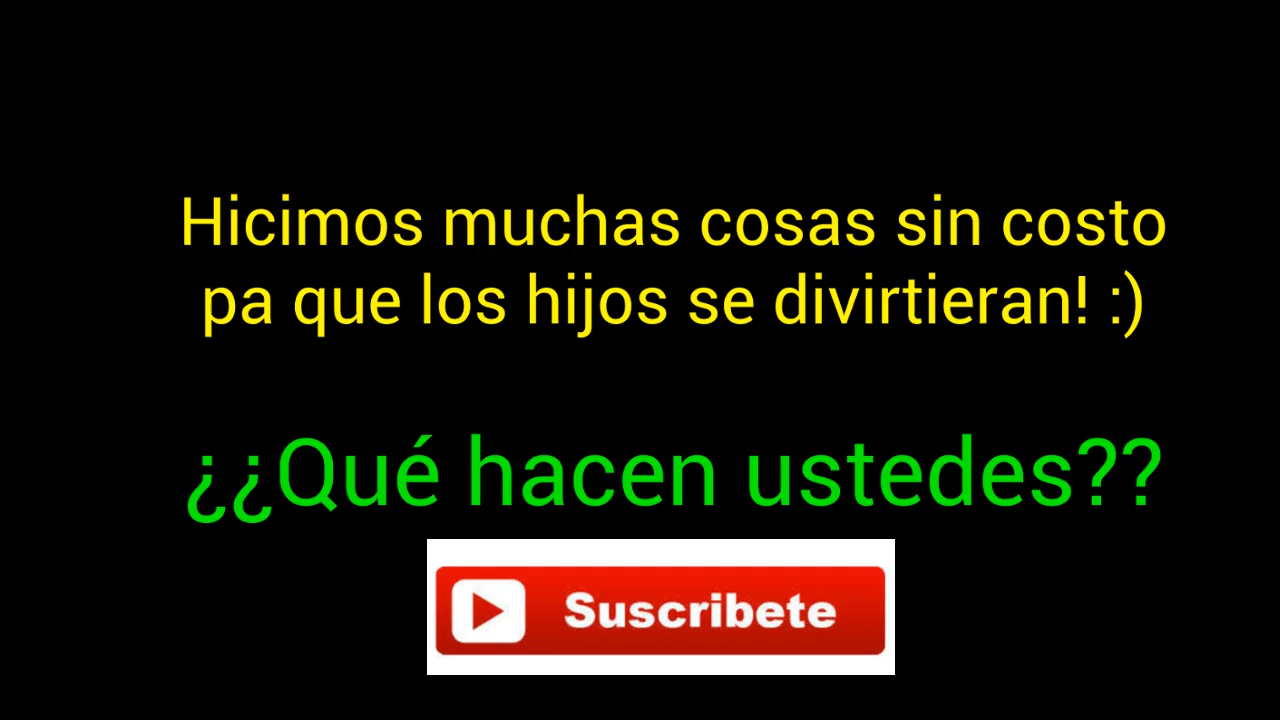 Hicimos muchas cosas sin costo
pa que los hijos se divirtieran! :)
¿¿Qué hacen ustedes??
Suscribete